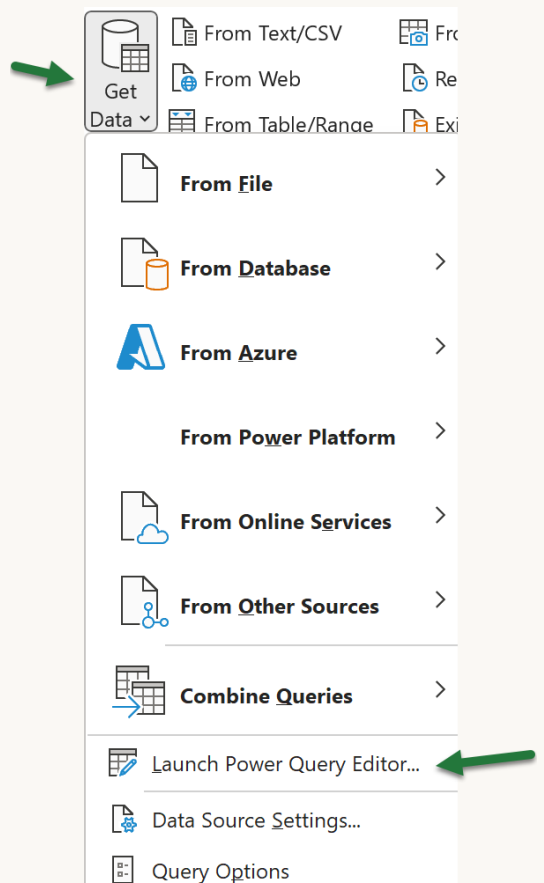 From Text/CSV
From Web
From Table/Range
Get
Data
From File
From Database
From Azure
From Power Platform
From Online Services
From Other Sources
Combine Queries
Launch Power Query Editor...
Data Source Settings...
Query Options